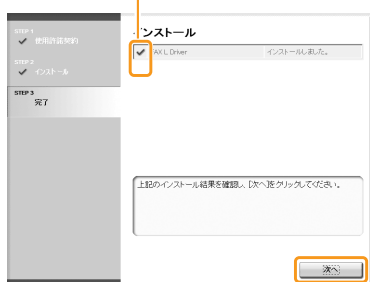 STEP 1
使用許諾契約
STEP 2
インストール
STEP 3
完了
インストール
AX L Driver インストールしました。
上記のインストール結果を確認し、[次へ]をクリックしてください。
次へ